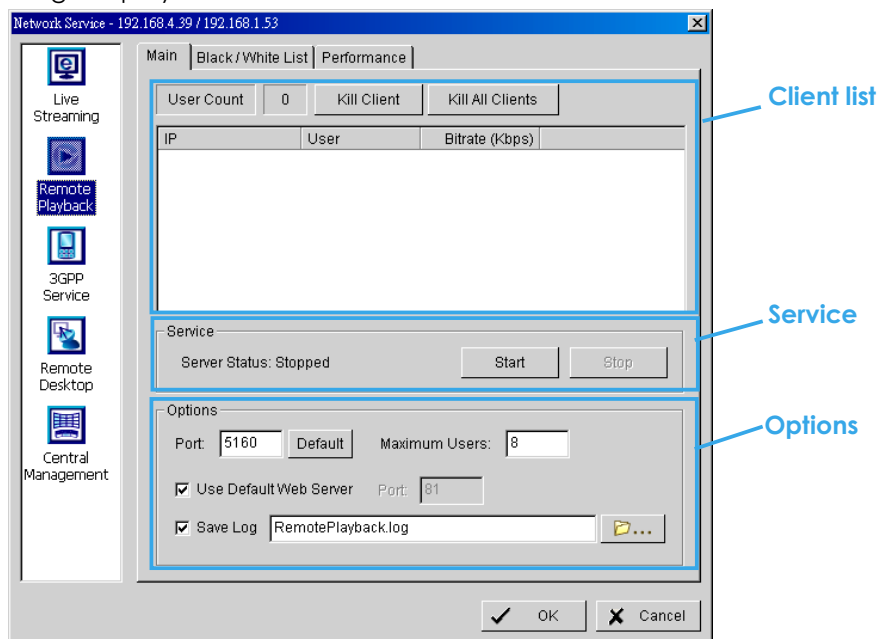 Network Service - 192.168.4.39 / 192.168.1.53
Live
Streaming
Remote
Playback
3GPP
Service
Remote
Desktop
Central
Management
Main Black / White List Performance
User Count 0 Kill Client Kill All Clients
IP User Bitrate (Kbps)
Client list
Service
Server Status: Stopped Start Stop
Service
Options
Port: 5160 Default Maximum Users: 8
Use Default Web Server Port: 81
Save Log RemotePlayback.log ...
Options
OK Cancel